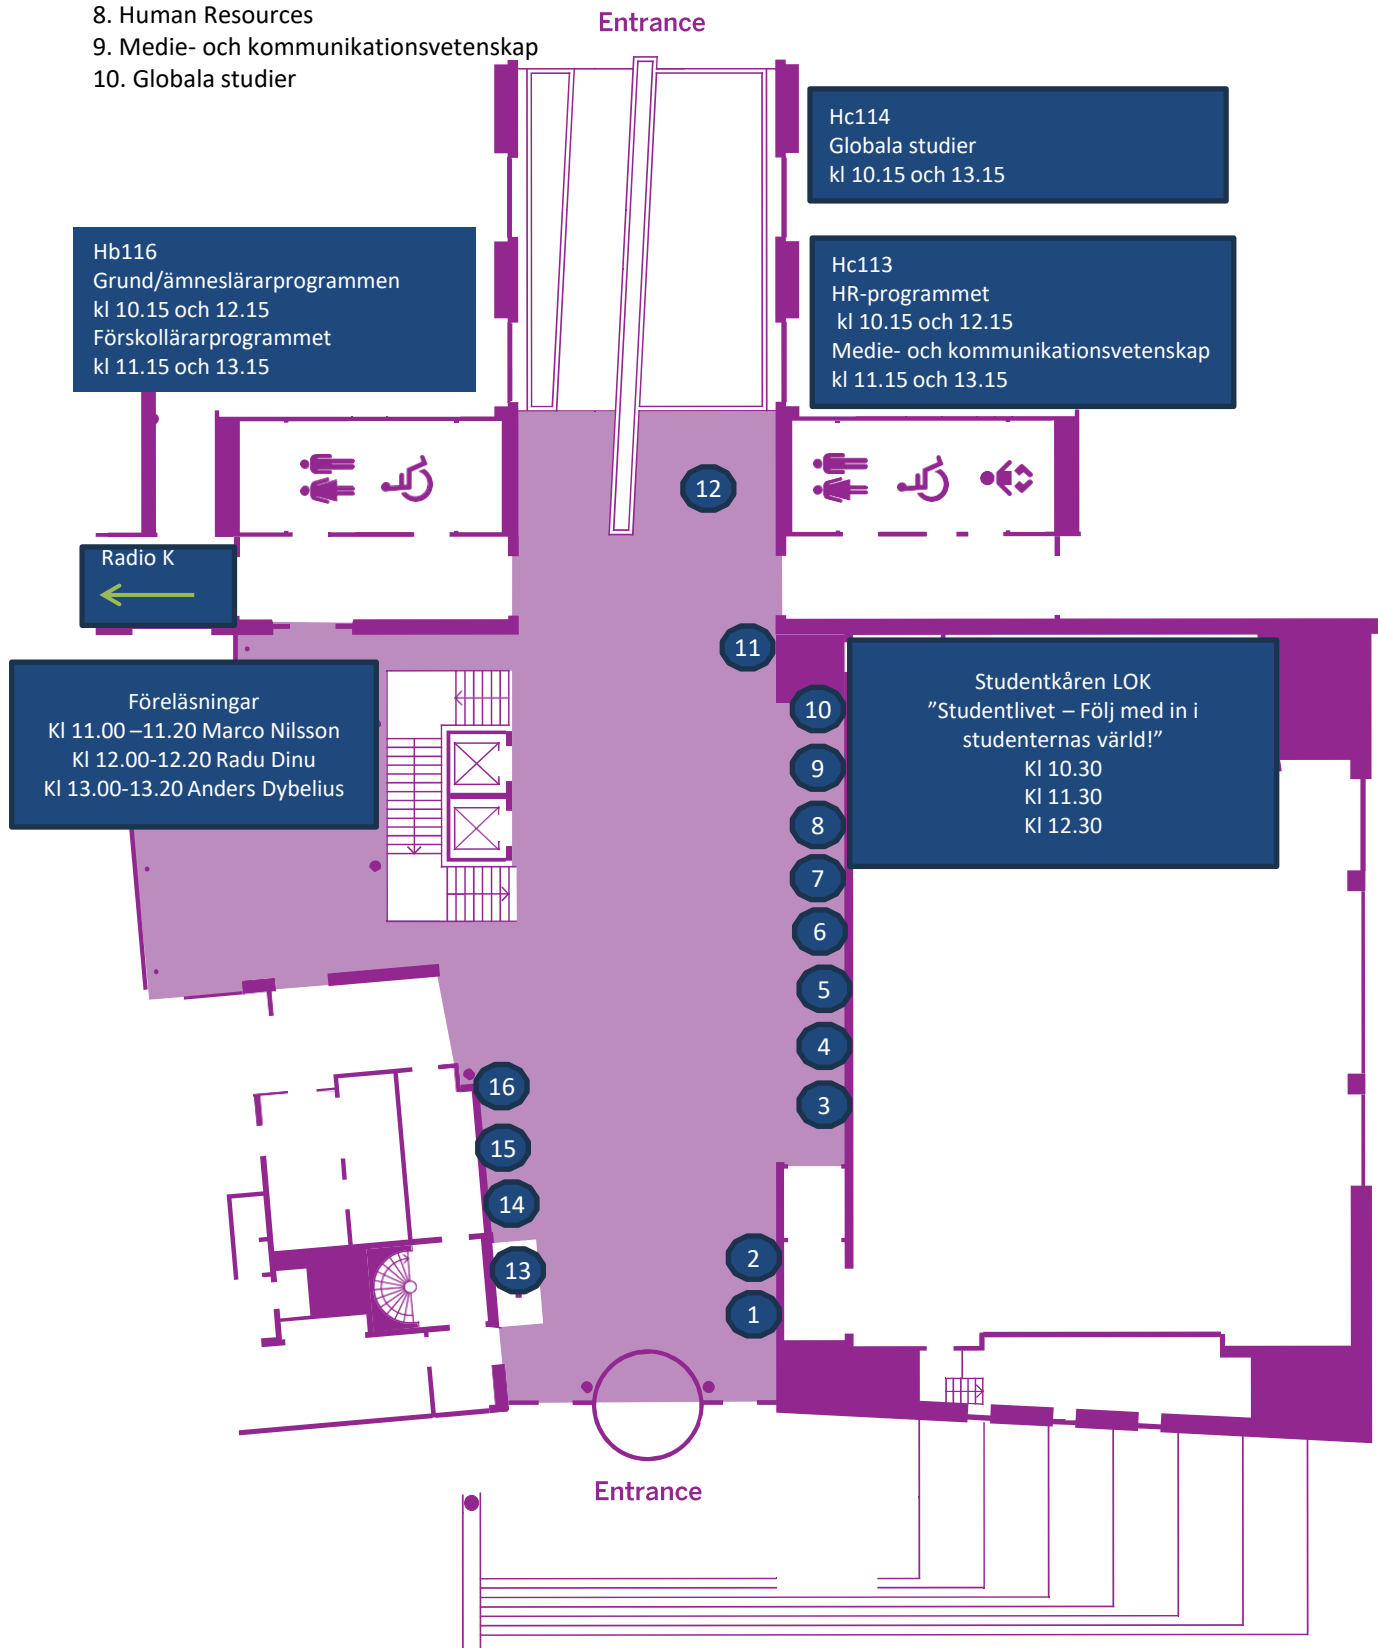 8. Human Resources
9. Medie- och kommunikationsvetenskap
10. Globala studier
Entrance
Hc114
Globala studier
kl 10.15 och 13.15
Hb116
Grund/ämneslärarprogrammen
kl 10.15 och 12.15
Förskollärarprogrammet
kl 11.15 och 13.15
Hc113
HR-programmet
kl 10.15 och 12.15
Medie- och kommunikationsvetenskap
kl 11.15 och 13.15
12
Radio K
11
Föreläsningar
Kl 11.00 –11.20 Marco Nilsson
Kl 12.00-12.20 Radu Dinu
Kl 13.00-13.20 Anders Dybelius
Studentkåren LOK
”Studentlivet – Följ med in i
studenternas värld!”
Kl 10.30
Kl 11.30
Kl 12.30
10
9
8
7
6
5
4
3
16
15
14
13
2
1
Entrance